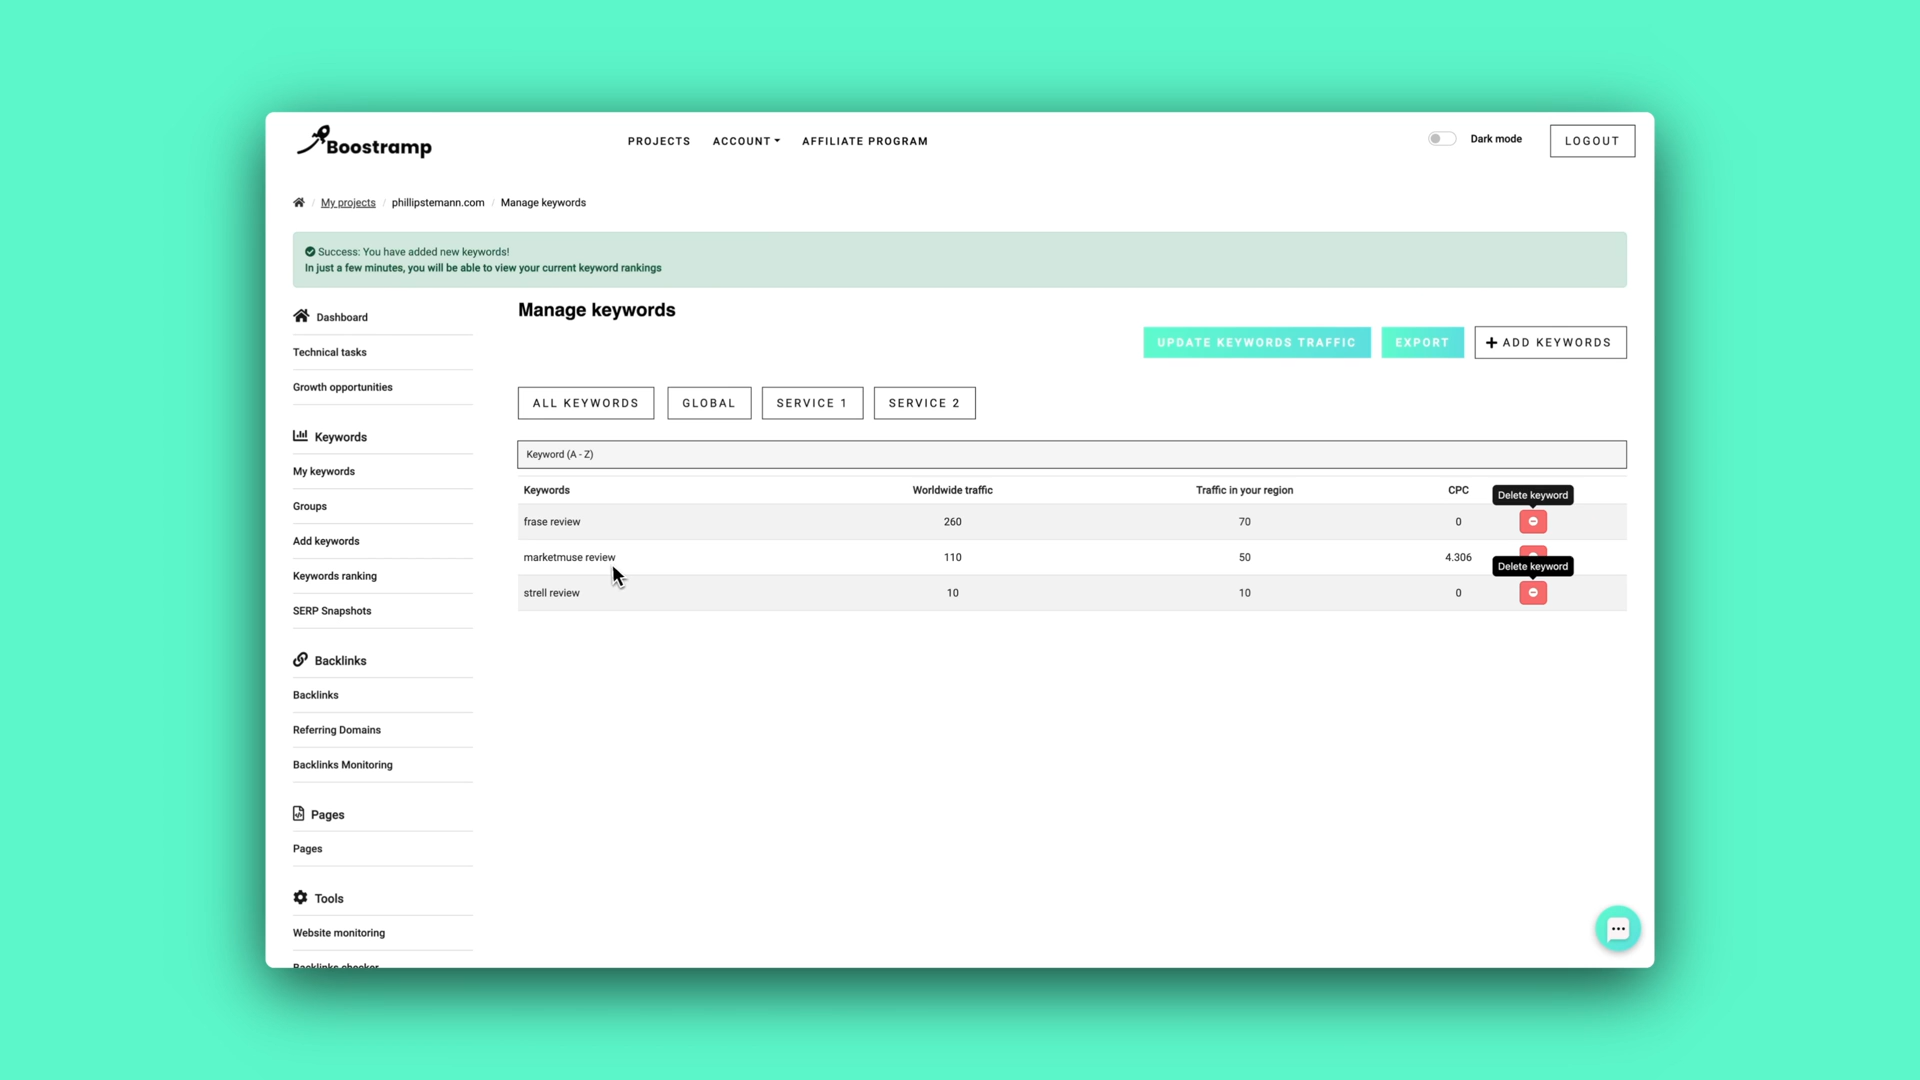 Boostramp
PROJECTS ACCOUNT AFFILIATE PROGRAM
Dark mode
LOGOUT
/ My projects / phillipstemann.com / Manage keywords
Success: You have added new keywords!
In just a few minutes, you will be able to view your current keyword rankings
Dashboard
Technical tasks
Growth opportunities
Keywords
My keywords
Groups
Add keywords
Keywords ranking
SERP Snapshots
Backlinks
Backlinks
Referring Domains
Backlinks Monitoring
Pages
Pages
Tools
Website monitoring
Backlinks checker
Manage keywords
UPDATE KEYWORDS TRAFFIC EXPORT + ADD KEYWORDS
ALL KEYWORDS GLOBAL SERVICE 1 SERVICE 2
Keyword (A - Z)
Keywords Worldwide traffic Traffic in your region CPC
Delete keyword
frase review 260 70 0
marketmuse review 110 50 4.306
Delete keyword
strell review 10 10 0